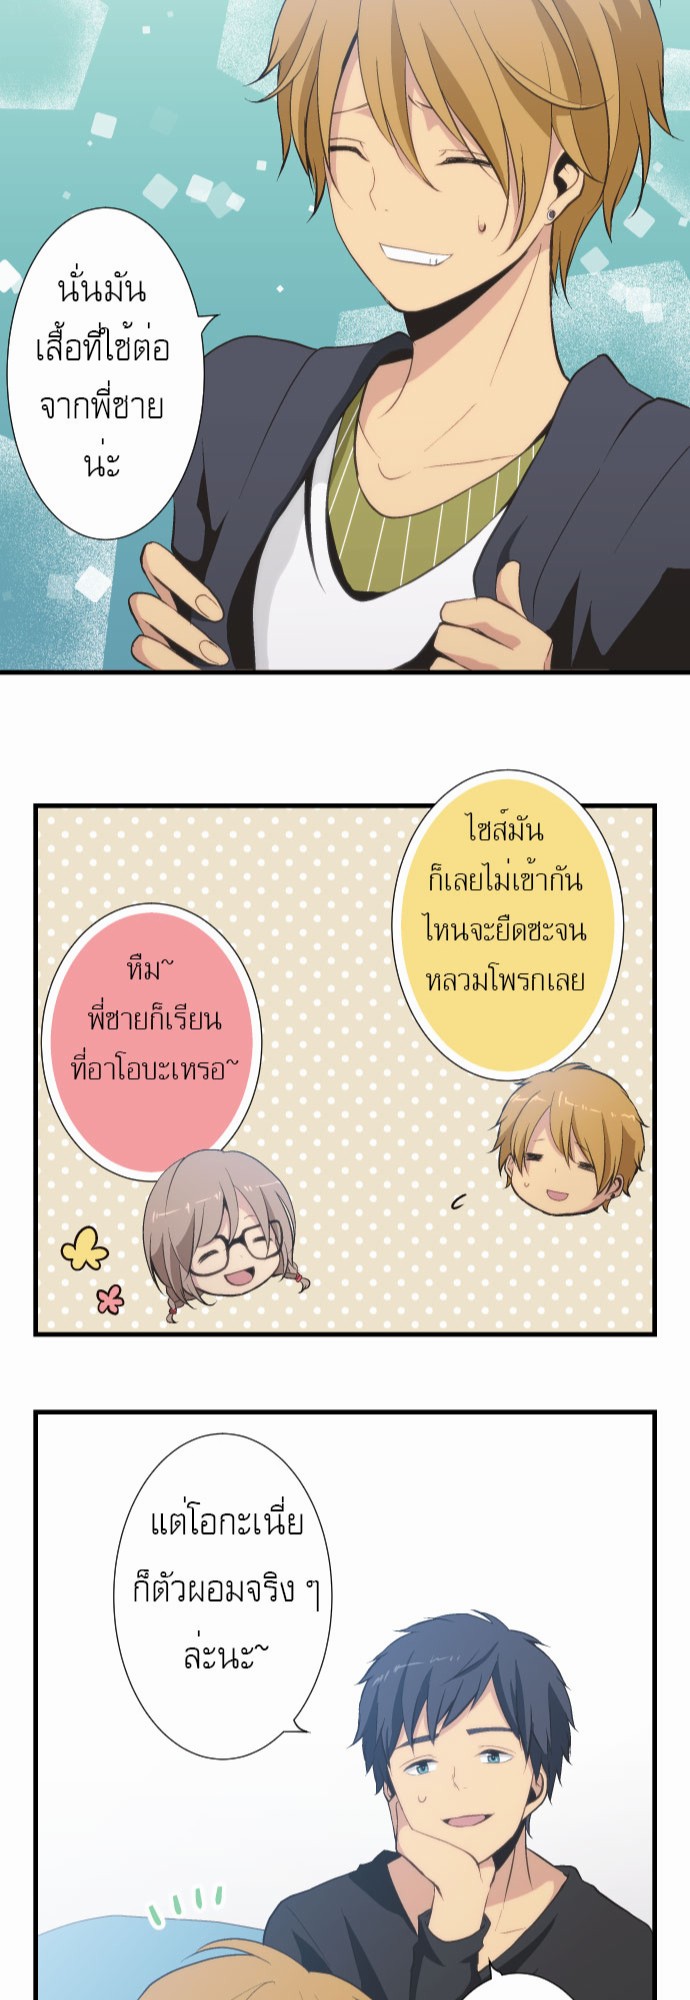 นั่นมัน
เสื้อที่ใช้ต่อ
จากพี่ชาย
น่ะ
ไซส์มัน
ก็เลยไม่เข้ากัน
ไหนจะยืดซะจน
หลวมโพรกเลย
หืม~
พี่ชายก็เรียน
ที่อาโอบะเหรอ~
แต่โอกะเนี่ย
ก็ตัวผอมจริง ๆ
ล่ะนะ~